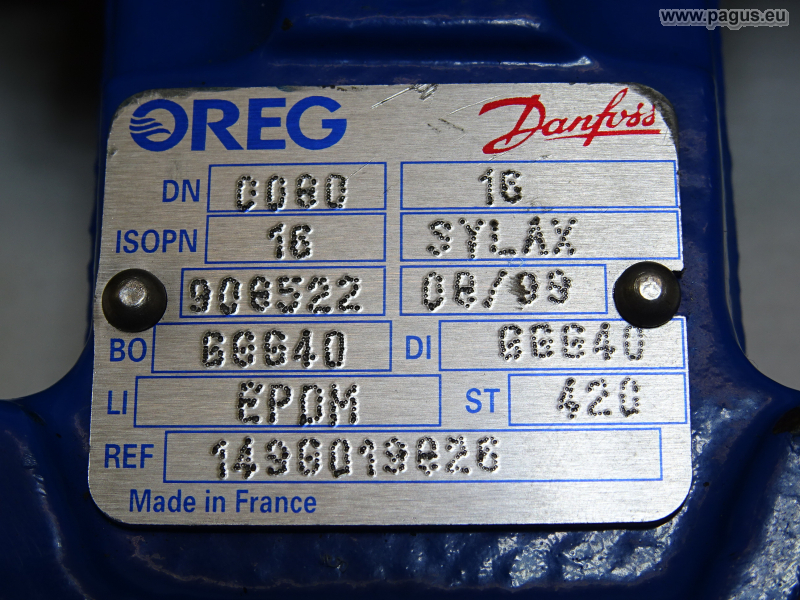 www.pagus.eu
OREG Danfoss
DN 0080 16
ISOPN 16 SYLAX
908522 08/99
BO GGG40 DI GGG40
LI EPDM ST 420
REF 149G019826
Made in France